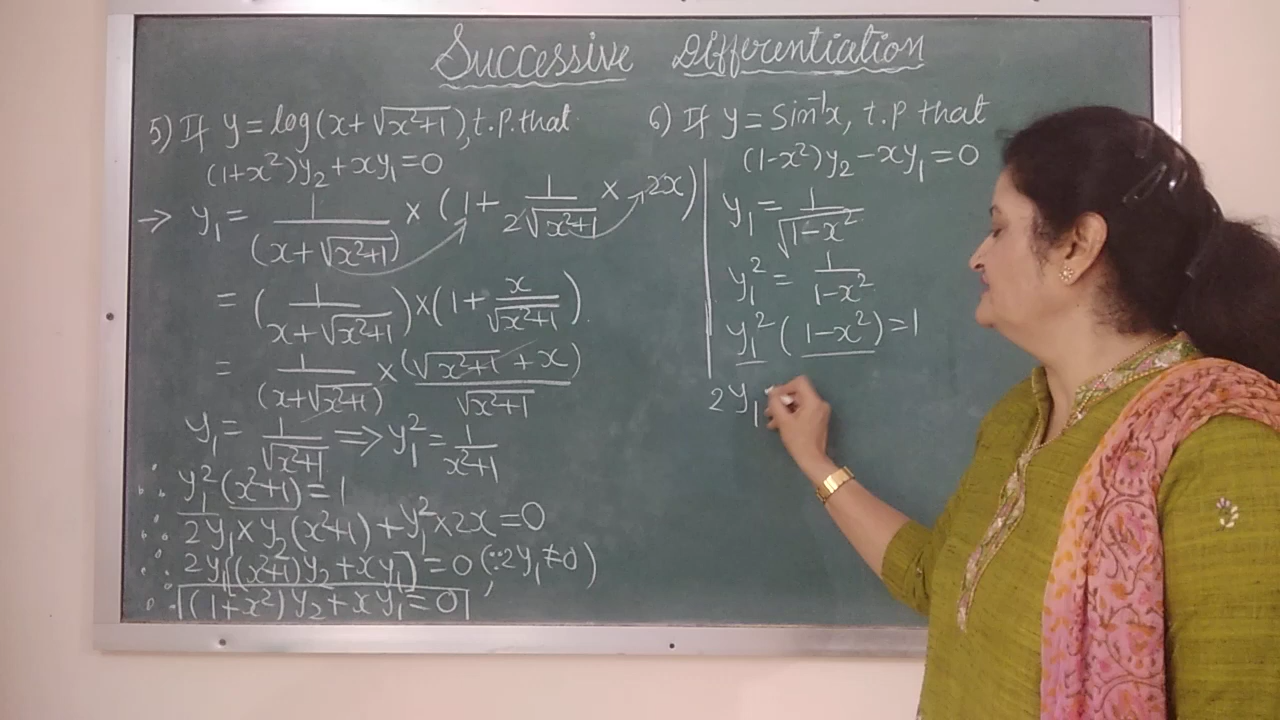 Successive Differentiation
5) If y = log(x + √(x²+1)), t.p. that
(1+x²)y₂ + xy₁ = 0
→ y₁ = 1/(x + √(x²+1)) × (1 + 1/(2√(x²+1)) × 2x)
= (1/(x + √(x²+1))) × (1 + x/√(x²+1)).
= 1/(x + √(x²+1)) × (√(x²+1) + x)/√(x²+1)
y₁ = 1/√(x²+1) ⇒ y₁² = 1/(x²+1)
∴ y₁²(x²+1) = 1
∴ 2y₁ × y₂(x²+1) + y₁² × 2x = 0
∴ 2y₁[(x²+1)y₂ + xy₁] = 0 (∵ 2y₁ ≠ 0)
∴ (1+x²)y₂ + xy₁ = 0
6) If y = Sin⁻¹x, t.p that
(1-x²)y₂ - xy₁ = 0
y₁ = 1/√(1-x²)
y₁² = 1/(1-x²)
y₁²(1-x²) = 1
2y₁